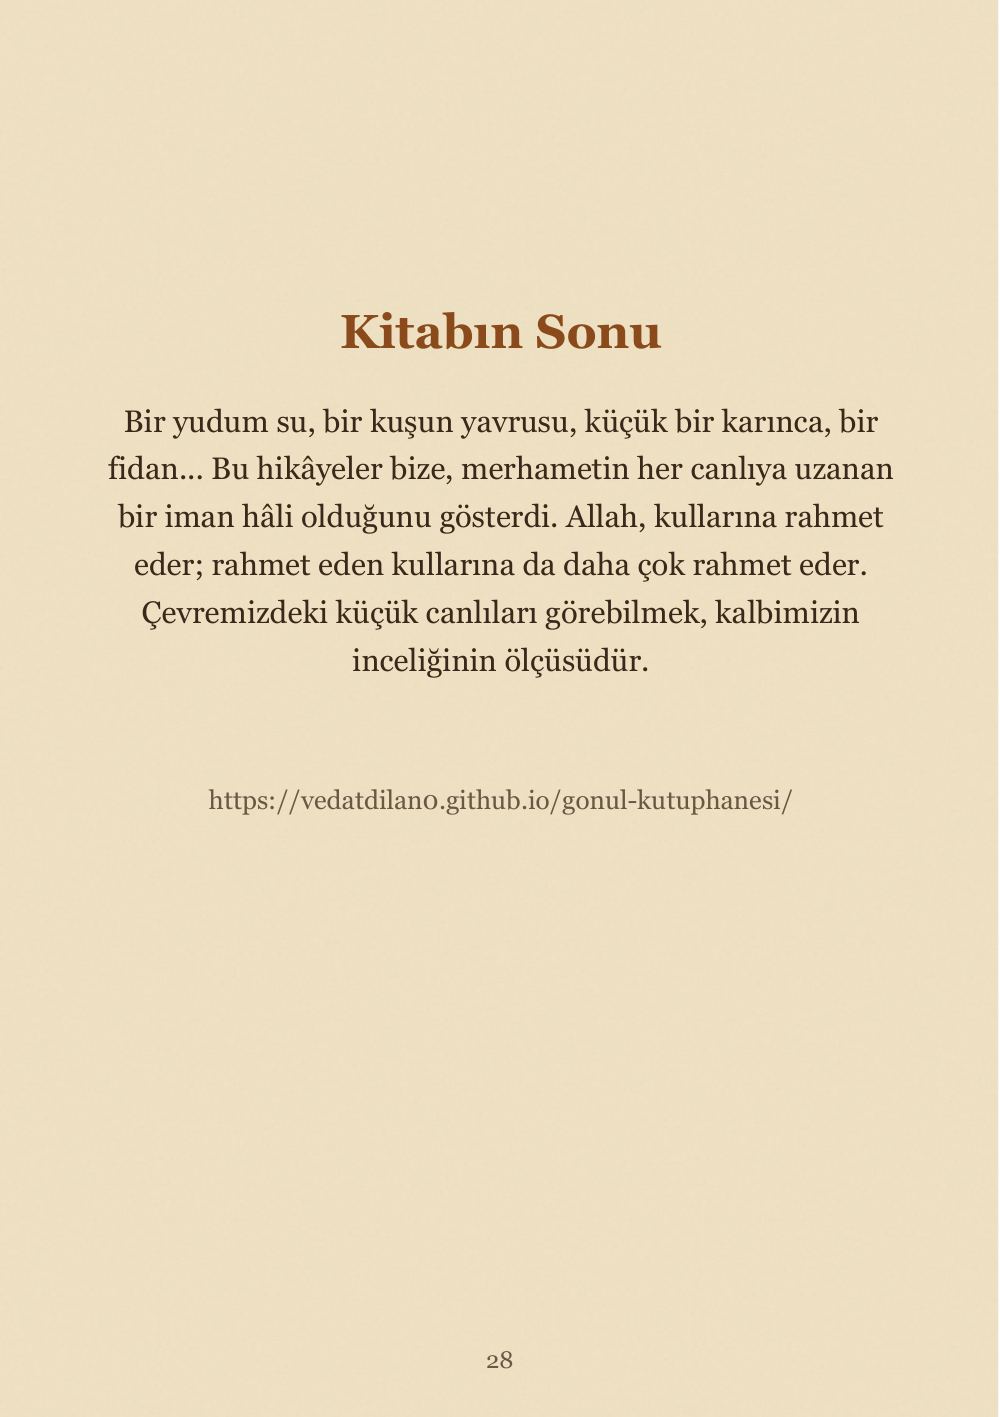 Kitabın Sonu
Bir yudum su, bir kuşun yavrusu, küçük bir karınca, bir
fidan... Bu hikâyeler bize, merhametin her canlıya uzanan
bir iman hâli olduğunu gösterdi. Allah, kullarına rahmet
eder; rahmet eden kullarına da daha çok rahmet eder.
Çevremizdeki küçük canlıları görebilmek, kalbimizin
inceliğinin ölçüsüdür.
https://vedatdilan0.github.io/gonul-kutuphanesi/
28